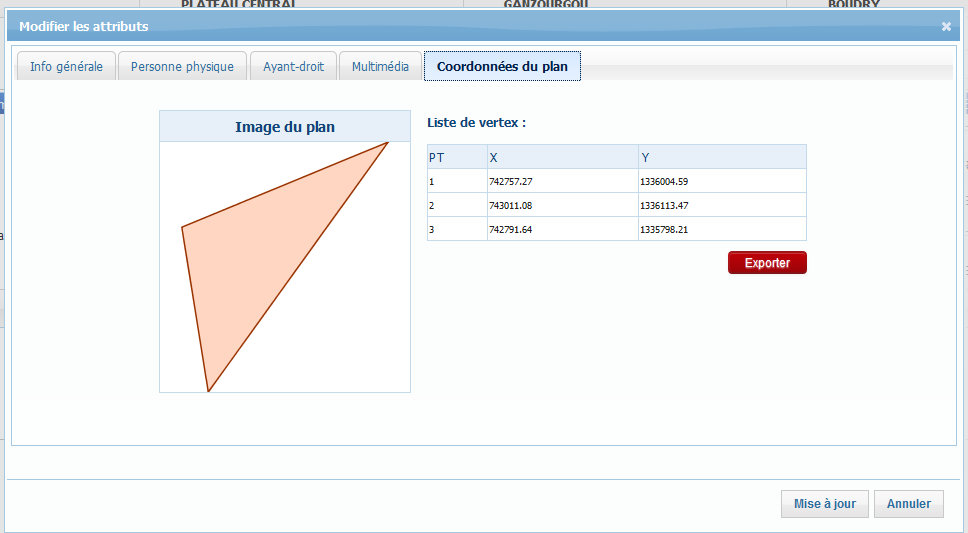 PLATEAU CENTRAL GANZOURGOU BOUDRY
Modifier les attributs
Info générale Personne physique Ayant-droit Multimédia Coordonnées du plan
Image du plan
Liste de vertex :
PT X Y
1 742757.27 1336004.59
2 743011.08 1336113.47
3 742791.64 1335798.21
Exporter
Mise à jour Annuler